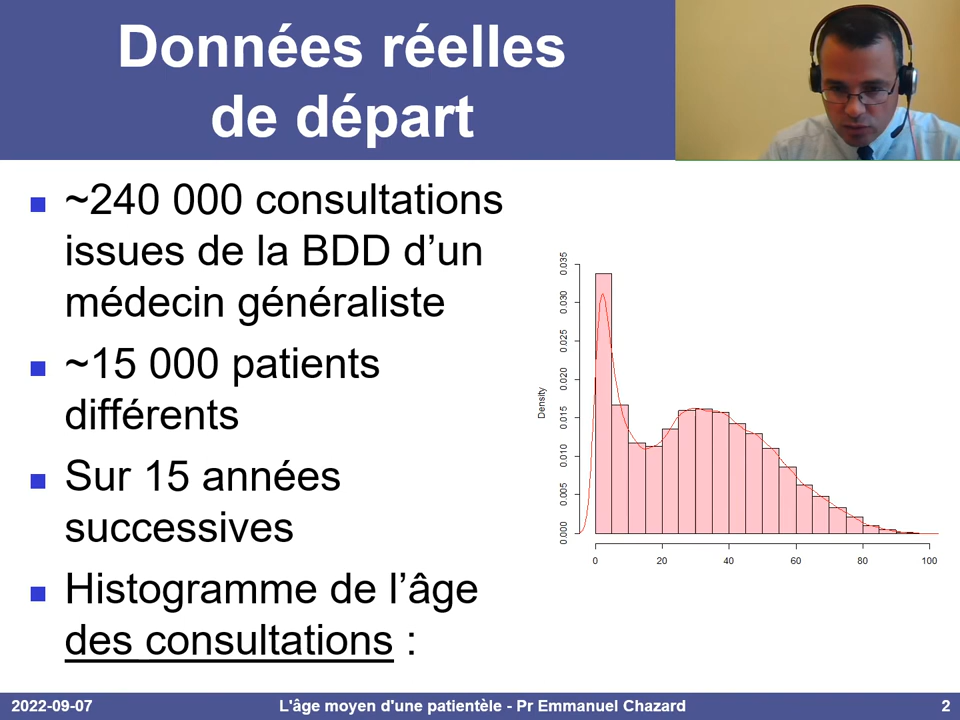 Données réelles
de départ
~240 000 consultations
issues de la BDD d’un
médecin généraliste
~15 000 patients
différents
Sur 15 années
successives
Histogramme de l’âge
des consultations :
Density
0.035
0.030
0.025
0.020
0.015
0.010
0.005
0.000
0 20 40 60 80 100
2022-09-07 L'âge moyen d'une patientèle - Pr Emmanuel Chazard 2